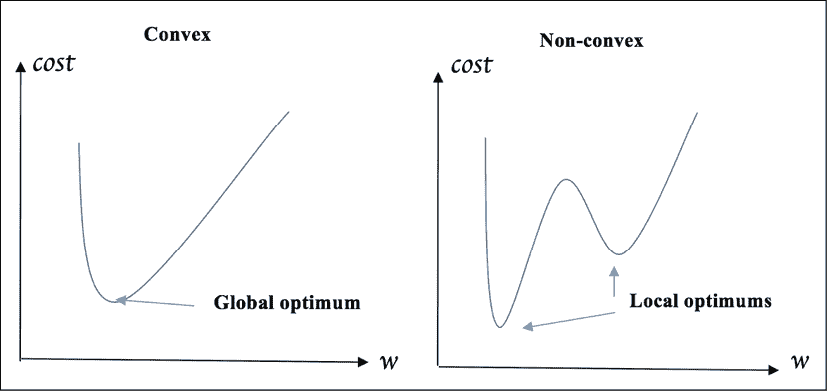 Convex
cost
Global optimum
w
Non-convex
cost
Local optimums
w